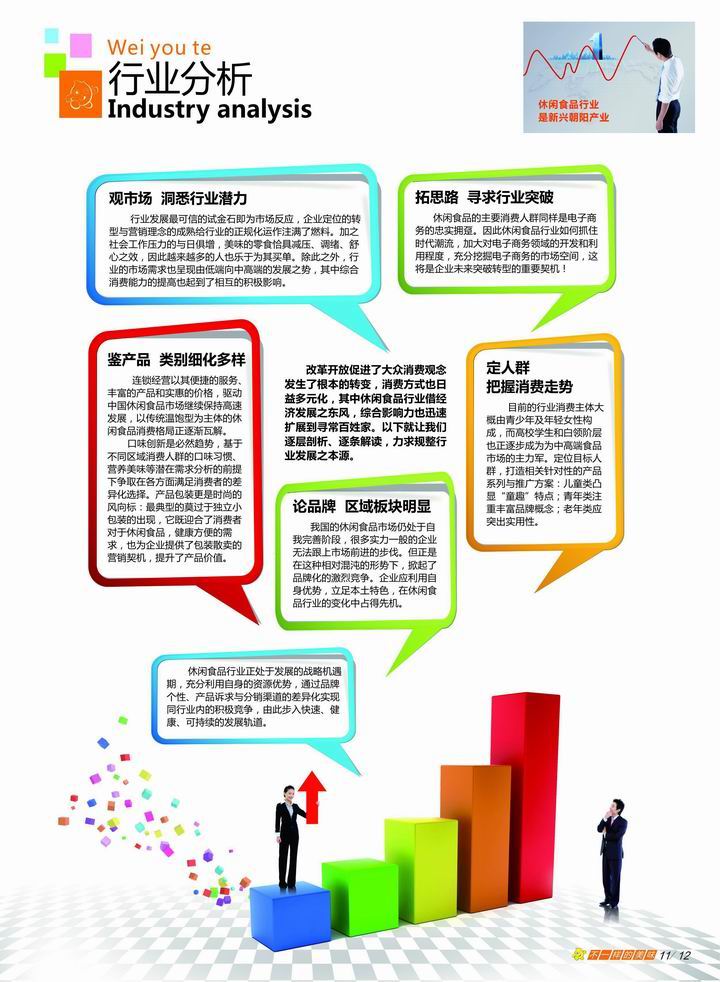 Wei you te
行业分析
Industry analysis
休闲食品行业
是新兴朝阳产业
观市场 洞悉行业潜力
行业发展最可信的试金石即为市场反应，企业定位的转
型与营销理念的成熟给行业的正规化运作注满了燃料。加之
社会工作压力的与日俱增，美味的零食恰具减压、调绪、舒
心之效，因此越来越多的人也乐于为其买单。除此之外，行
业的市场需求也呈现由低端向中高端的发展之势，其中综合
消费能力的提高也起到了相互的积极影响。
拓思路 寻求行业突破
休闲食品的主要消费人群同样是电子商
务的忠实拥趸。因此休闲食品行业如何抓住
时代潮流，加大对电子商务领域的开发和利
用程度，充分挖掘电子商务的市场空间，这
将是企业未来突破转型的重要契机！
鉴产品 类别细化多样
连锁经营以其便捷的服务、
丰富的产品和实惠的价格，驱动
中国休闲食品市场继续保持高速
发展，以传统温饱型为主体的休
闲食品消费格局正逐渐瓦解。
口味创新是必然趋势，基于
不同区域消费人群的口味习惯、
营养美味等潜在需求分析的前提
下争取在各方面满足消费者的差
异化选择。产品包装更是时尚的
风向标：最典型的莫过于独立小
包装的出现，它既迎合了消费者
对于休闲食品，健康方便的需
求，也为企业提供了包装散卖的
营销契机，提升了产品价值。
改革开放促进了大众消费观念
发生了根本的转变，消费方式也日
益多元化，其中休闲食品行业借经
济发展之东风，综合影响力也迅速
扩展到寻常百姓家。以下就让我们
逐层剖析、逐条解读，力求规整行
业发展之本源。
定人群
把握消费走势
目前的行业消费主体大
概由青少年及年轻女性构
成，而高校学生和白领阶层
也正逐步成为为中高端食品
市场的主力军。定位目标人
群，打造相关针对性的产品
系列与推广方案：儿童类凸
显“童趣”特点；青年类注
重丰富品牌概念；老年类应
突出实用性。
论品牌 区域板块明显
我国的休闲食品市场仍处于自
我完善阶段，很多实力一般的企业
无法跟上市场前进的步伐。但正是
在这种相对混沌的形势下，掀起了
品牌化的激烈竞争。企业应利用自
身优势，立足本土特色，在休闲食
品行业的变化中占得先机。
休闲食品行业正处于发展的战略机遇
期，充分利用自身的资源优势，通过品牌
个性、产品诉求与分销渠道的差异化实现
同行业内的积极竞争，由此步入快速、健
康、可持续的发展轨道。
不一样的美味 11/12